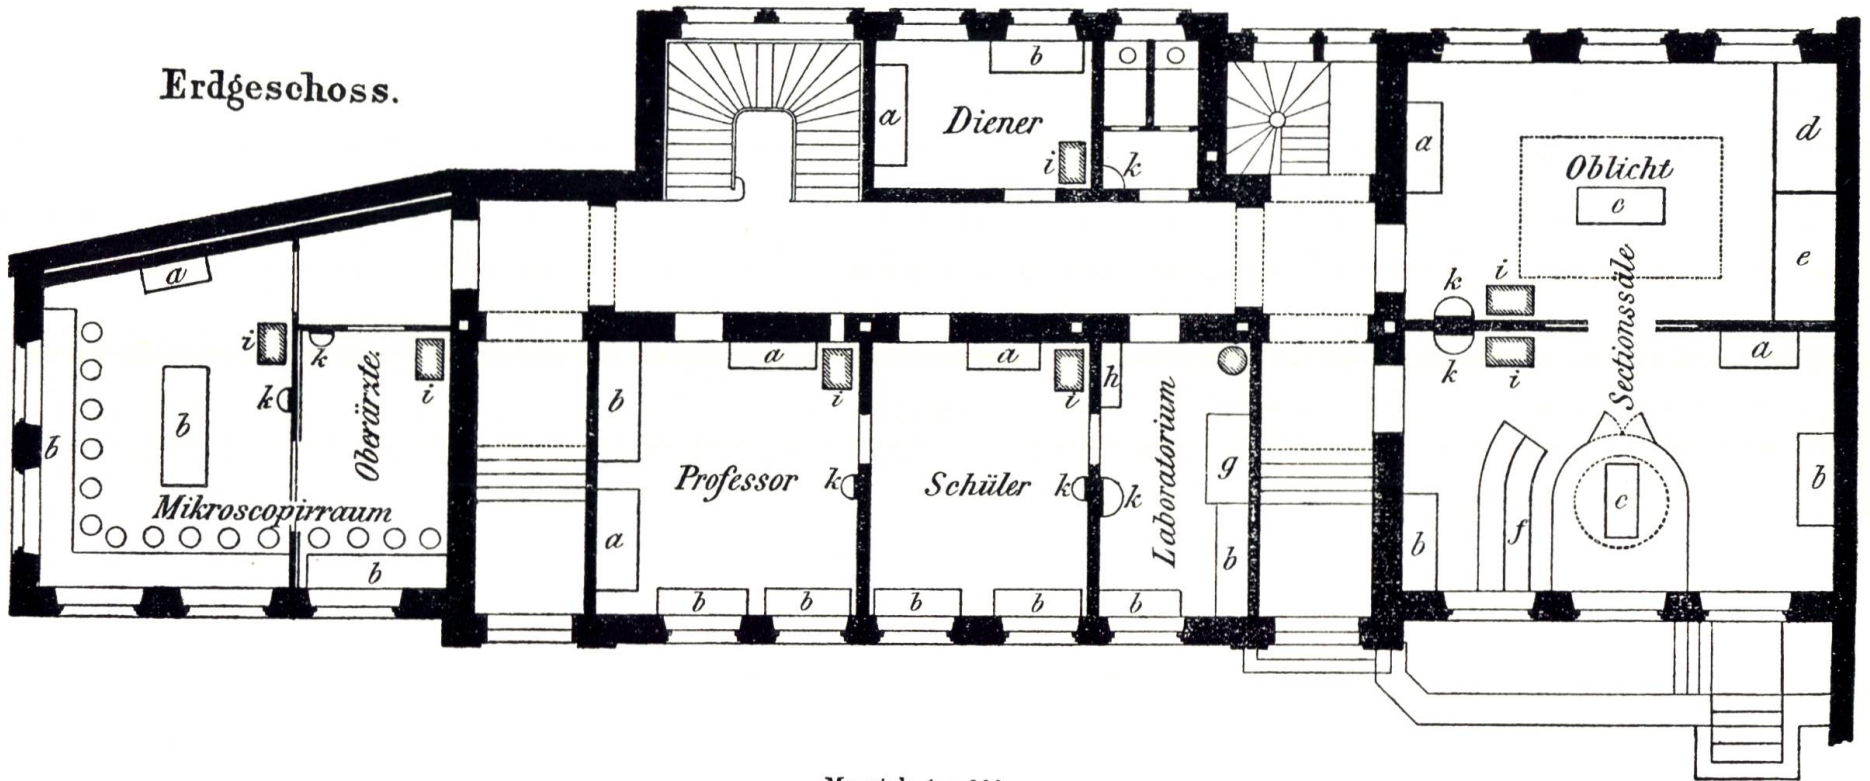 Erdgeschoss.
b
a
Diener
i
k
a
Oblicht
c
d
e
a
i
k
b
b
Mikroscopirraum
k
Oberärzte.
i
b
b
a
a
i
Professor
k
b
b
a
i
Schüler
k
b
b
h
Laboratorium
k
g
b
b
k
i
k
i
Sectionssäle
a
b
f
c
b